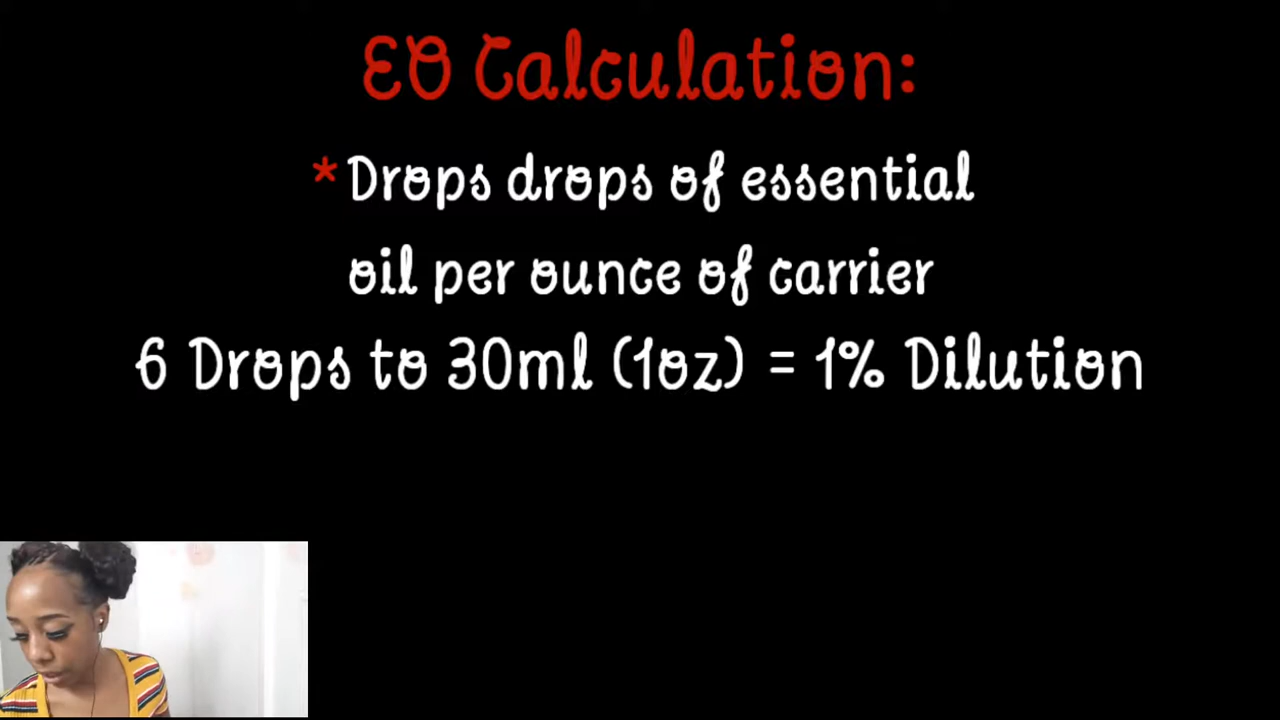 EO Calculation:
*Drops drops of essential
oil per ounce of carrier
6 Drops to 30ml (1oz) = 1% Dilution